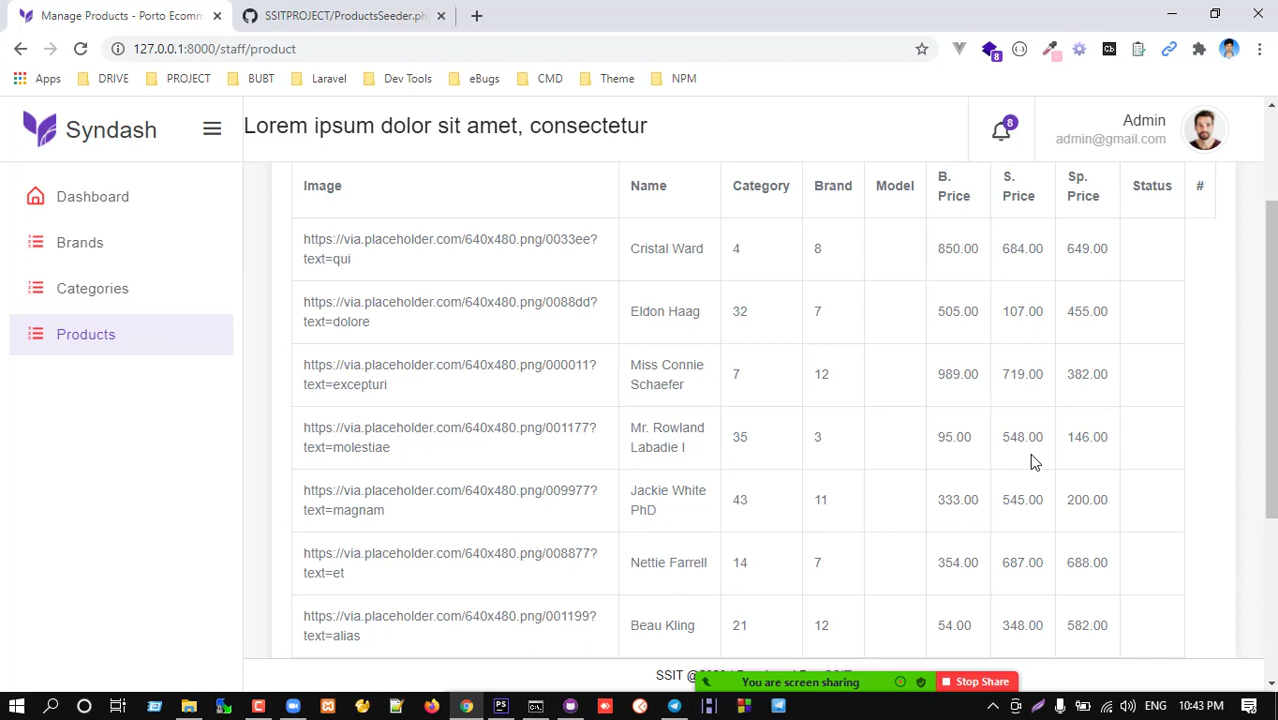 Manage Products - Porto Ecomm
SSITPROJECT/ProductsSeeder.ph
127.0.0.1:8000/staff/product
8
Apps
DRIVE
PROJECT
BUBT
Laravel
Dev Tools
eBugs
CMD
Theme
NPM
Syndash
Lorem ipsum dolor sit amet, consectetur
8
Admin
admin@gmail.com
Dashboard
Brands
Categories
Products
Image Name Category Brand Model B. Price S. Price Sp. Price Status #
https://via.placeholder.com/640x480.png/0033ee?
text=qui
Cristal Ward 4 8 850.00 684.00 649.00
https://via.placeholder.com/640x480.png/0088dd?
text=dolore
Eldon Haag 32 7 505.00 107.00 455.00
https://via.placeholder.com/640x480.png/000011?
text=excepturi
Miss Connie
Schaefer
7 12 989.00 719.00 382.00
https://via.placeholder.com/640x480.png/001177?
text=molestiae
Mr. Rowland
Labadie I
35 3 95.00 548.00 146.00
https://via.placeholder.com/640x480.png/009977?
text=magnam
Jackie White
PhD
43 11 333.00 545.00 200.00
https://via.placeholder.com/640x480.png/008877?
text=et
Nettie Farrell 14 7 354.00 687.00 688.00
https://via.placeholder.com/640x480.png/001199?
text=alias
Beau Kling 21 12 54.00 348.00 582.00
SSIT @
You are screen sharing
Stop Share
10:43 PM